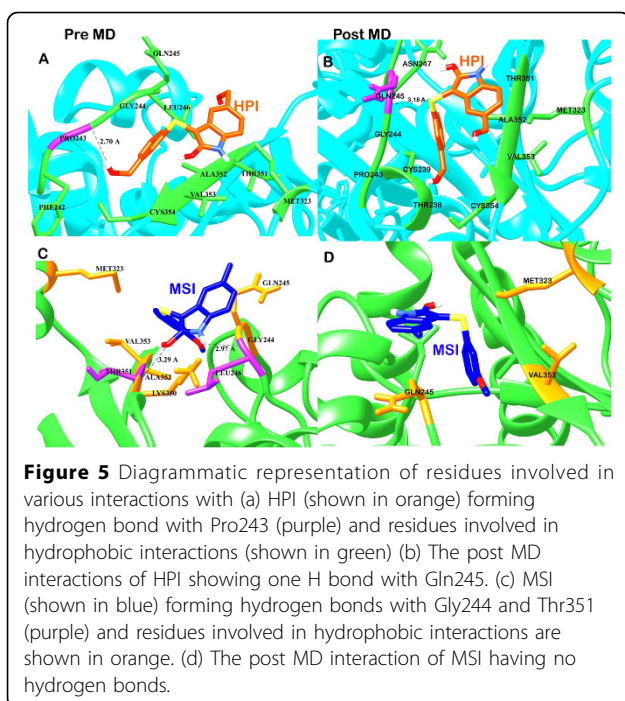 Pre MD
Post MD
A
GLN245
GLY244
LEU246
HPI
PRO243
2.70 A
ALA352
THR351
VAL353
MET323
PHE242
CYS354
B
ASN247
HPI
GLN245
3.18 A
THR351
GLY244
ALA352
MET323
PRO243
CYS239
VAL353
THR238
CYS354
C
MET323
MSI
GLN245
VAL353
2.97 A
GLY244
3.29 A
THR351
ALA352
LEU246
LYS350
D
MET323
MSI
GLN245
VAL353
Figure 5 Diagrammatic representation of residues involved in
various interactions with (a) HPI (shown in orange) forming
hydrogen bond with Pro243 (purple) and residues involved in
hydrophobic interactions (shown in green) (b) The post MD
interactions of HPI showing one H bond with Gln245. (c) MSI
(shown in blue) forming hydrogen bonds with Gly244 and Thr351
(purple) and residues involved in hydrophobic interactions are
shown in orange. (d) The post MD interaction of MSI having no
hydrogen bonds.